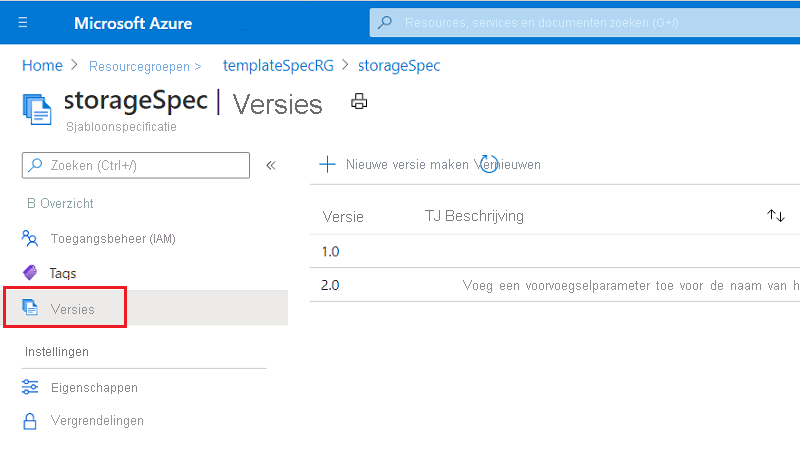 Microsoft Azure
Resources, services en documenten zoeken (G+/)
Home > Resourcegroepen > templateSpecRG > storageSpec
storageSpec | Versies
Sjabloonspecificatie
Zoeken (Ctrl+/) «
+ Nieuwe versie maken Vernieuwen
B Overzicht
Toegangsbeheer (IAM)
Tags
Versies
Instellingen
Eigenschappen
Vergrendelingen
Versie TJ Beschrijving
1.0
2.0 Voeg een voorvoegselparameter toe voor de naam van h